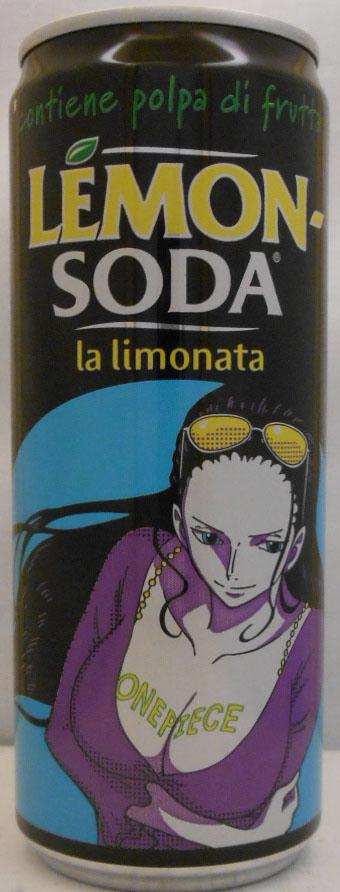 contiene polpa di frutta
LEMON-
SODA®
la limonata
ONE PIECE